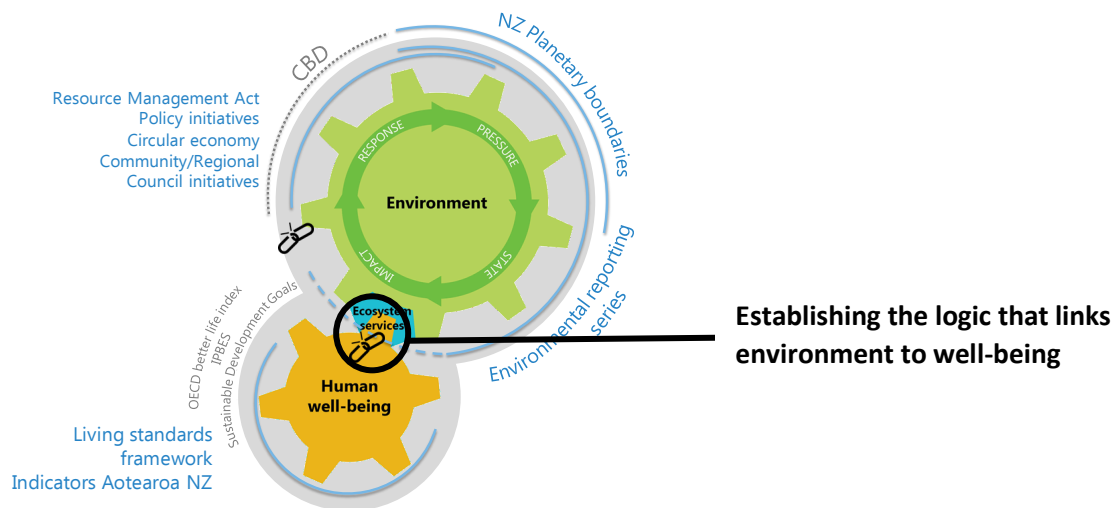 CBD
NZ Planetary boundaries
Resource Management Act
Policy initiatives
Circular economy
Community/Regional
Council initiatives
RESPONSE
PRESSURE
Environment
IMPACT
STATE
Environmental reporting
series
Ecosystem
services
Establishing the logic that links
environment to well-being
OECD better life index
IPBES
Sustainable Development Goals
Human
well-being
Living standards
framework
Indicators Aotearoa NZ